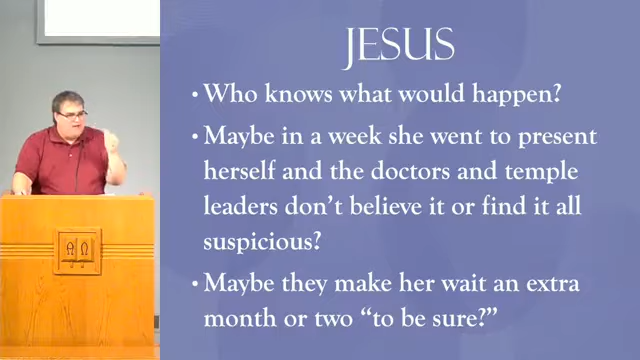 JESUS
• Who knows what would happen?
• Maybe in a week she went to present
herself and the doctors and temple
leaders don't believe it or find it all
suspicious?
• Maybe they make her wait an extra
month or two “to be sure?”